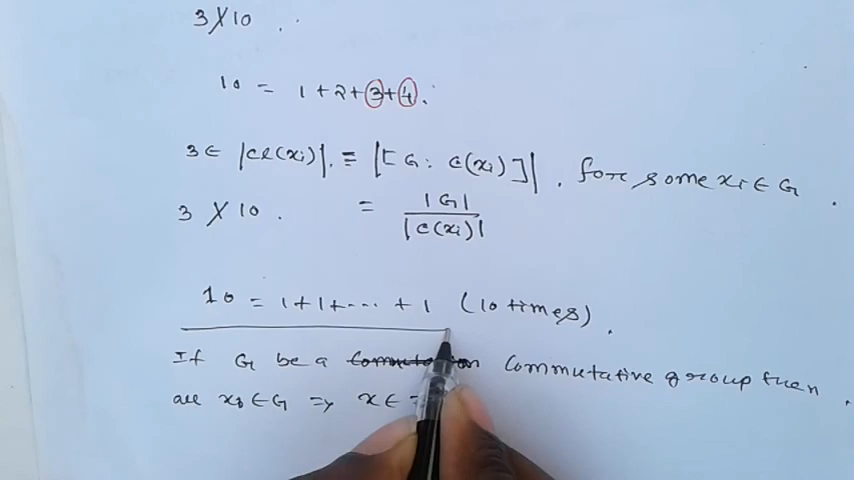 3 ∤ 10 .
10 = 1 + 2 + 3 + 4 .
3 ∈ |cl(xᵢ)| . ≡ |[G : C(xᵢ)]| . for some xᵢ ∈ G .
3 ∤ 10 . = |G| / |C(xᵢ)|
10 = 1 + 1 + ... + 1 (10 times) .
If G be a commutative group then
all x ∈ G ⇒ x ∈